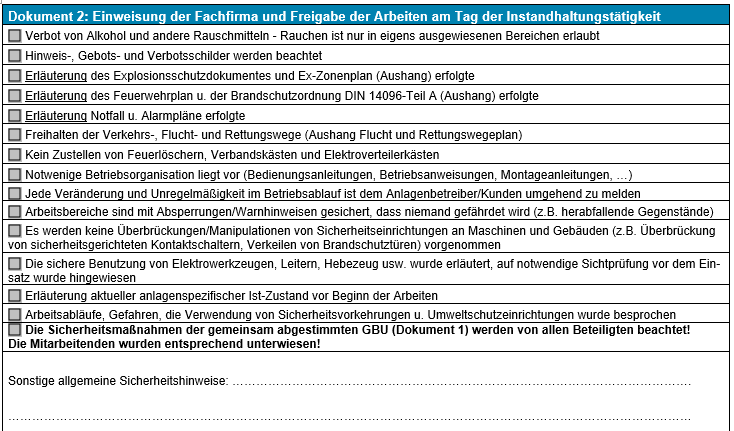 Dokument 2: Einweisung der Fachfirma und Freigabe der Arbeiten am Tag der Instandhaltungstätigkeit
Verbot von Alkohol und andere Rauschmitteln - Rauchen ist nur in eigens ausgewiesenen Bereichen erlaubt
Hinweis-, Gebots- und Verbotsschilder werden beachtet
Erläuterung des Explosionsschutzdokumentes und Ex-Zonenplan (Aushang) erfolgte
Erläuterung des Feuerwehrplan u. der Brandschutzordnung DIN 14096-Teil A (Aushang) erfolgte
Erläuterung Notfall u. Alarmpläne erfolgte
Freihalten der Verkehrs-, Flucht- und Rettungswege (Aushang Flucht und Rettungswegeplan)
Kein Zustellen von Feuerlöschern, Verbandskästen und Elektroverteilerkästen
Notwenige Betriebsorganisation liegt vor (Bedienungsanleitungen, Betriebsanweisungen, Montageanleitungen, …)
Jede Veränderung und Unregelmäßigkeit im Betriebsablauf ist dem Anlagenbetreiber/Kunden umgehend zu melden
Arbeitsbereiche sind mit Absperrungen/Warnhinweisen gesichert, dass niemand gefährdet wird (z.B. herabfallende Gegenstände)
Es werden keine Überbrückungen/Manipulationen von Sicherheitseinrichtungen an Maschinen und Gebäuden (z.B. Überbrückung
von sicherheitsgerichteten Kontaktschaltern, Verkeilen von Brandschutztüren) vorgenommen
Die sichere Benutzung von Elektrowerkzeugen, Leitern, Hebezeug usw. wurde erläutert, auf notwendige Sichtprüfung vor dem Ein-
satz wurde hingewiesen
Erläuterung aktueller anlagenspezifischer Ist-Zustand vor Beginn der Arbeiten
Arbeitsabläufe, Gefahren, die Verwendung von Sicherheitsvorkehrungen u. Umweltschutzeinrichtungen wurde besprochen
Die Sicherheitsmaßnahmen der gemeinsam abgestimmten GBU (Dokument 1) werden von allen Beteiligten beachtet!
Die Mitarbeitenden wurden entsprechend unterwiesen!
Sonstige allgemeine Sicherheitshinweise: ……………………………………………………………………………………………………
………………………………………………………………………………………………………………………………………………………